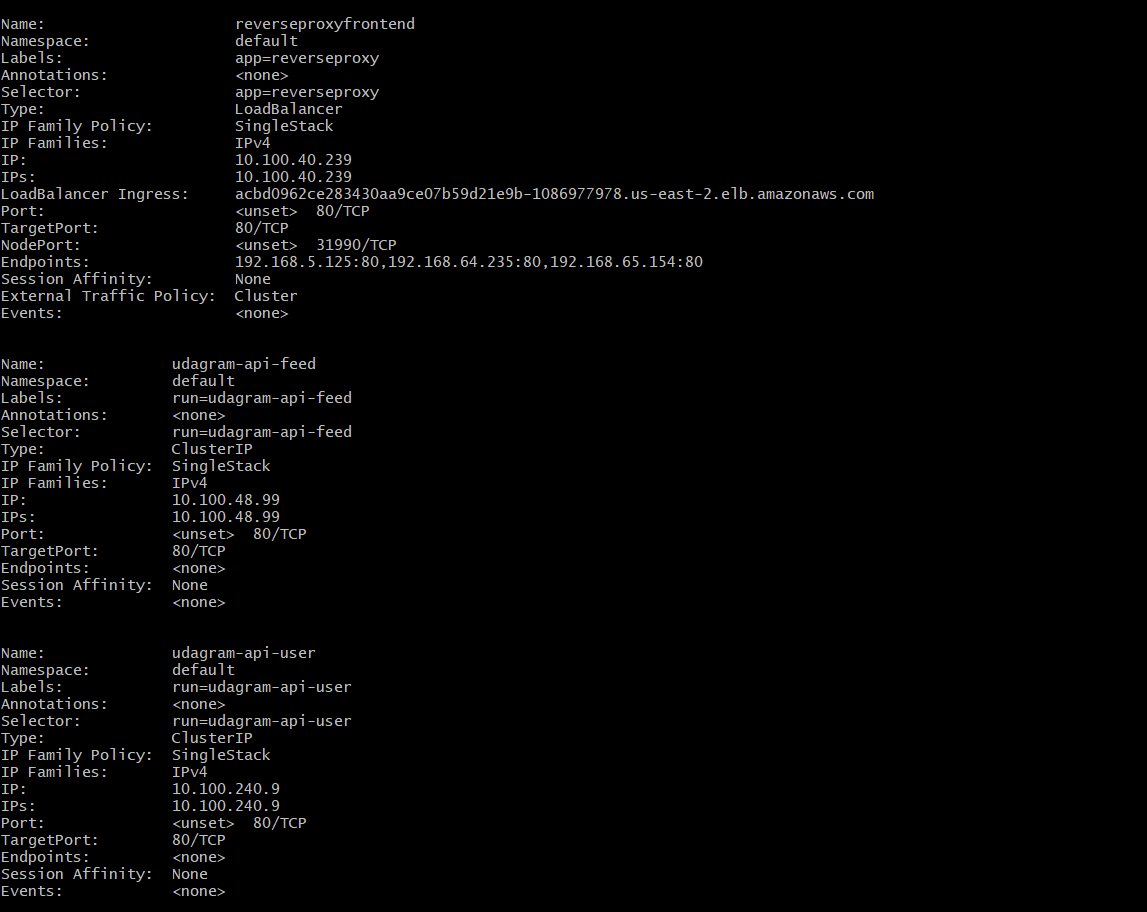 Name:                     reverseproxyfrontend
Namespace:                default
Labels:                   app=reverseproxy
Annotations:              <none>
Selector:                 app=reverseproxy
Type:                     LoadBalancer
IP Family Policy:         SingleStack
IP Families:              IPv4
IP:                       10.100.40.239
IPs:                      10.100.40.239
LoadBalancer Ingress:     acbd0962ce283430aa9ce07b59d21e9b-1086977978.us-east-2.elb.amazonaws.com
Port:                     <unset>  80/TCP
TargetPort:               80/TCP
NodePort:                 <unset>  31990/TCP
Endpoints:                192.168.5.125:80,192.168.64.235:80,192.168.65.154:80
Session Affinity:         None
External Traffic Policy:  Cluster
Events:                   <none>

Name:              udagram-api-feed
Namespace:         default
Labels:            run=udagram-api-feed
Annotations:       <none>
Selector:          run=udagram-api-feed
Type:              ClusterIP
IP Family Policy:  SingleStack
IP Families:       IPv4
IP:                10.100.48.99
IPs:               10.100.48.99
Port:              <unset>  80/TCP
TargetPort:        80/TCP
Endpoints:         <none>
Session Affinity:  None
Events:            <none>

Name:              udagram-api-user
Namespace:         default
Labels:            run=udagram-api-user
Annotations:       <none>
Selector:          run=udagram-api-user
Type:              ClusterIP
IP Family Policy:  SingleStack
IP Families:       IPv4
IP:                10.100.240.9
IPs:               10.100.240.9
Port:              <unset>  80/TCP
TargetPort:        80/TCP
Endpoints:         <none>
Session Affinity:  None
Events:            <none>